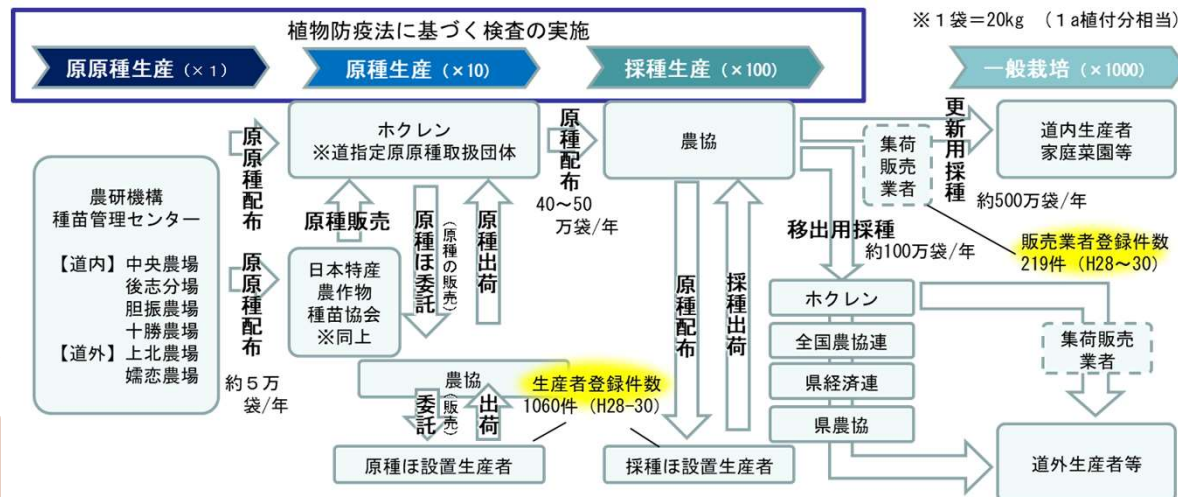 植物防疫法に基づく検査の実施
※１袋=20kg （１a植付分相当）
原原種生産（×1）
原種生産（×10）
採種生産（×100）
一般栽培（×1000）
農研機構
種苗管理センター
【道内】中央農場
後志分場
胆振農場
十勝農場
【道外】上北農場
嬬恋農場
原原種配布
原原種配布
約５万
袋/年
ホクレン
※道指定原原種取扱団体
原種販売
日本特産
農作物
種苗協会
※同上
原種ほ委託
（原種の販売）
原種出荷
農協
委託
（販売）
出荷
原種ほ設置生産者
生産者登録件数
1060件（H28-30）
原種配布
40～50
万袋/年
農協
原種配布
採種出荷
採種ほ設置生産者
集荷
販売
業者
更新用採種
道内生産者
家庭菜園等
約500万袋/年
移出用採種
約100万袋/年
販売業者登録件数
219件（H28～30）
ホクレン
全国農協連
県経済連
県農協
集荷販売
業者
道外生産者等